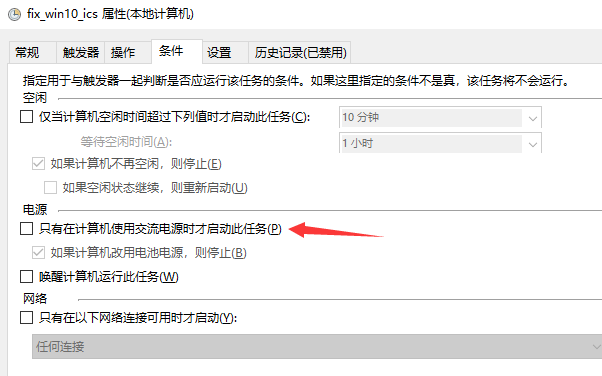 fix_win10_ics 属性(本地计算机)
常规 触发器 操作 条件 设置 历史记录(已禁用)
指定用于与触发器一起判断是否应运行该任务的条件。如果这里指定的条件不是真，该任务将不会运行。
空闲
仅当计算机空闲时间超过下列值时才启动此任务(C): 10 分钟
等待空闲时间(A): 1 小时
如果计算机不再空闲，则停止(E)
如果空闲状态继续，则重新启动(U)
电源
只有在计算机使用交流电源时才启动此任务(P)
如果计算机改用电池电源，则停止(B)
唤醒计算机运行此任务(W)
网络
只有在以下网络连接可用时才启动(Y):
任何连接